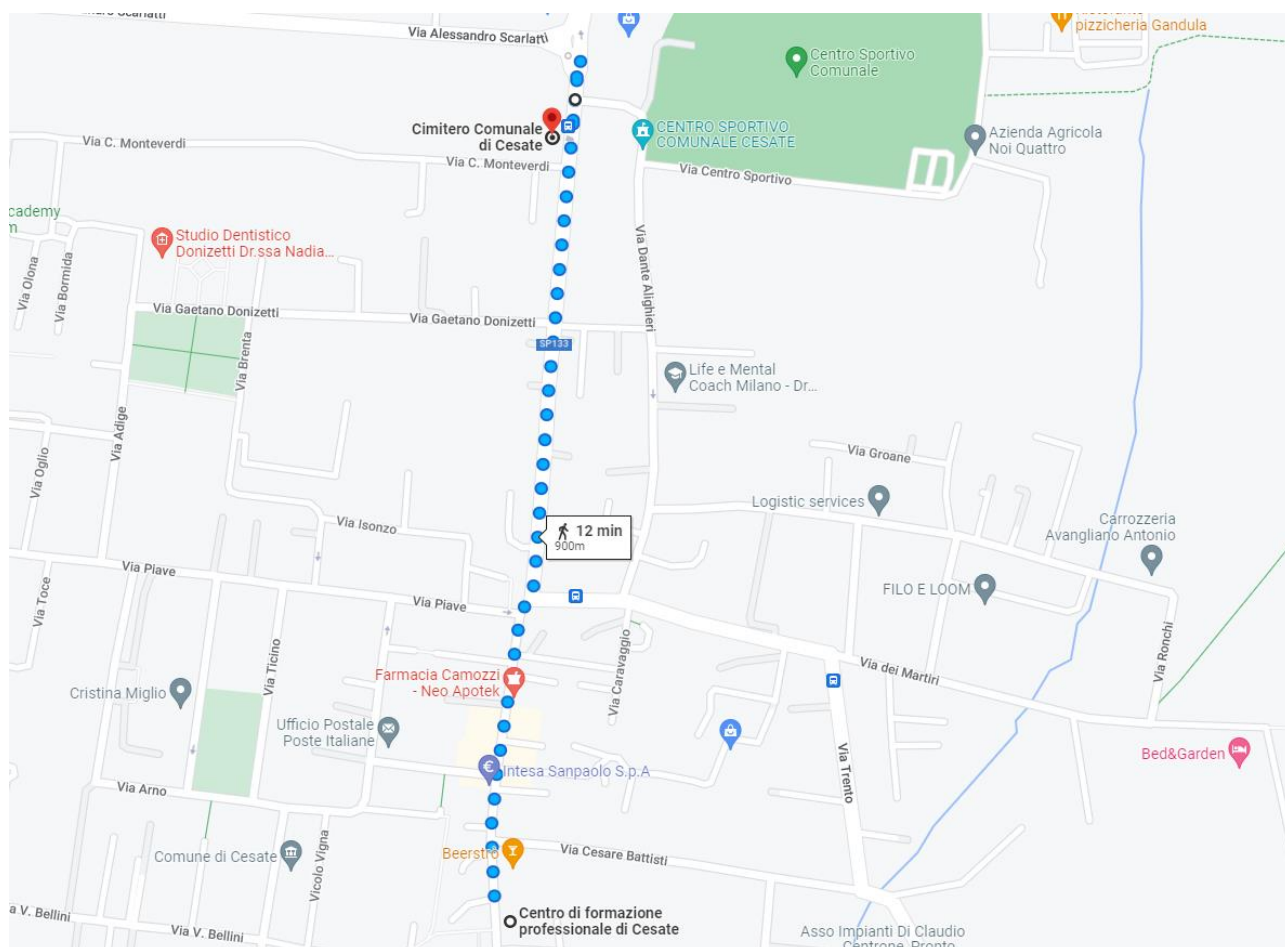 Via Alessandro Scarlatti
pizzicheria Gandula
Centro Sportivo
Comunale
Cimitero Comunale
di Cesate
CENTRO SPORTIVO
COMUNALE CESATE
Azienda Agricola
Noi Quattro
Via C. Monteverdi
Via C. Monteverdi
Via Centro Sportivo
Studio Dentistico
Donizetti Dr.ssa Nadia...
Via Olona
Via Bormida
Via Dante Alighieri
Via Gaetano Donizetti
Via Gaetano Donizetti
SP133
Via Brenta
Life e Mental
Coach Milano - Dr...
Via Adige
Via Oglio
Via Groane
Logistic services
Via Isonzo
12 min
900m
Carrozzeria
Avangliano Antonio
Via Piave
Via Piave
Via Toce
FILO E LOOM
Via Ticino
Via Caravaggio
Via dei Martiri
Via Ronchi
Farmacia Camozzi
- Neo Apotek
Cristina Miglio
Ufficio Postale
Poste Italiane
Via Trento
Bed&Garden
Intesa Sanpaolo S.p.A
Via Arno
Vicolo Vigna
Comune di Cesate
Beerstrò
Via Cesare Battisti
Centro di formazione
professionale di Cesate
a V. Bellini
Via V. Bellini
Asso Impianti Di Claudio